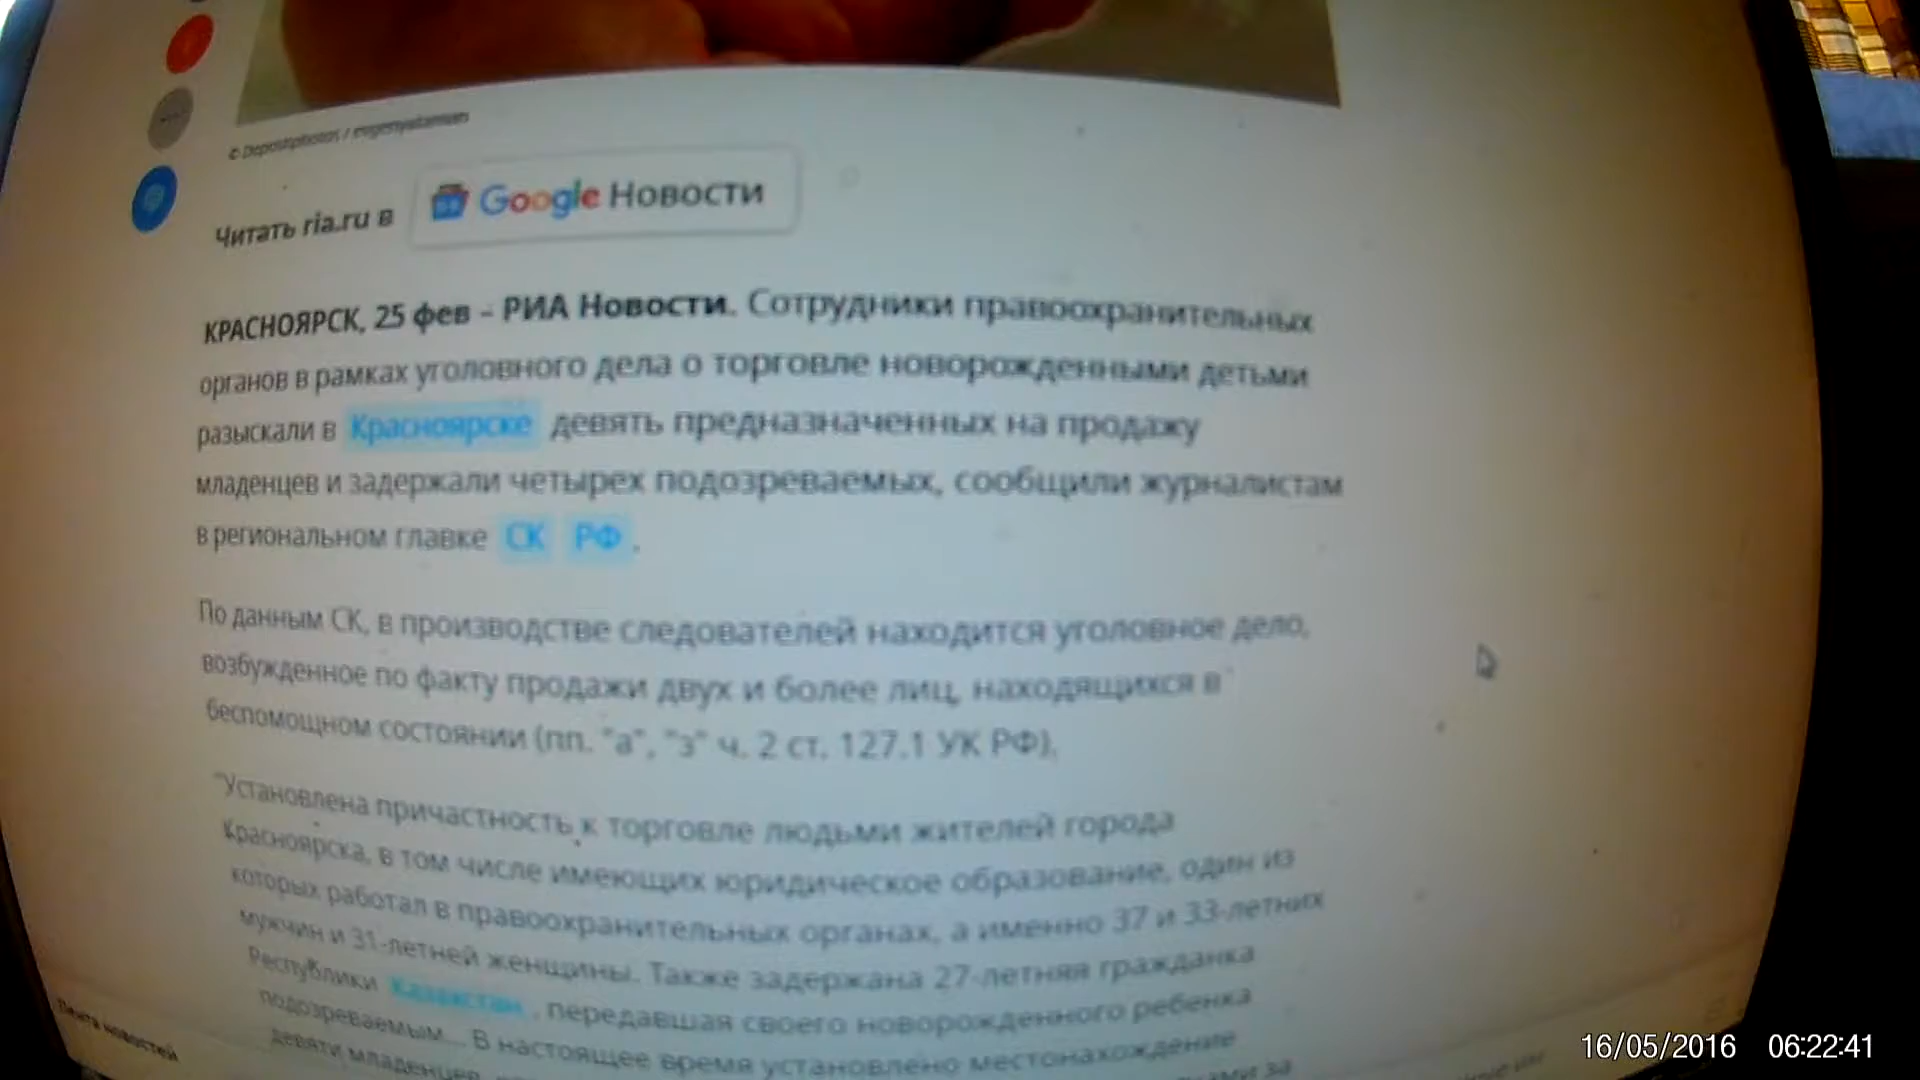 © Depositphotos / evgenyatamanenko
Читать ria.ru в Google Новости
КРАСНОЯРСК, 25 фев – РИА Новости. Сотрудники правоохранительных
органов в рамках уголовного дела о торговле новорожденными детьми
разыскали в Красноярске девять предназначенных на продажу
младенцев и задержали четырех подозреваемых, сообщили журналистам
в региональном главке СК РФ.
По данным СК, в производстве следователей находится уголовное дело,
возбужденное по факту продажи двух и более лиц, находящихся в
беспомощном состоянии (пп. "а", "з" ч. 2 ст. 127.1 УК РФ).
"Установлена причастность к торговле людьми жителей города
Красноярска, в том числе имеющих юридическое образование, один из
которых работал в правоохранительных органах, а именно 37 и 33-летних
мужчин и 31-летней женщины. Также задержана 27-летняя гражданка
Республики Казахстан, передавшая своего новорожденного ребенка
подозреваемым... В настоящее время установлено местонахождение
девяти младенцев
за
Лента новостей
16/05/2016 06:22:41